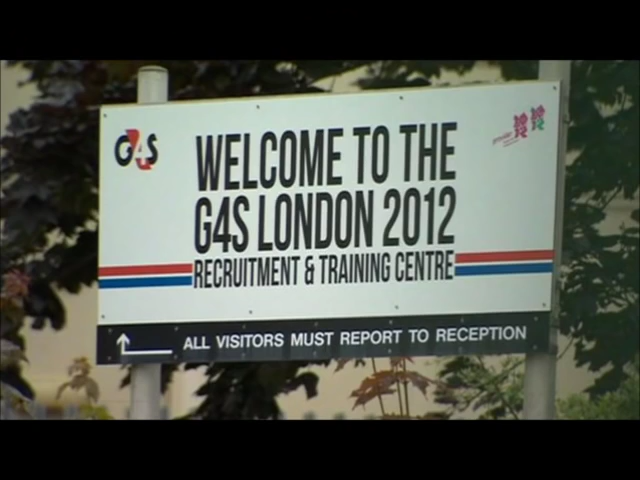 G4S
WELCOME TO THE
G4S LONDON 2012
RECRUITMENT & TRAINING CENTRE
ALL VISITORS MUST REPORT TO RECEPTION